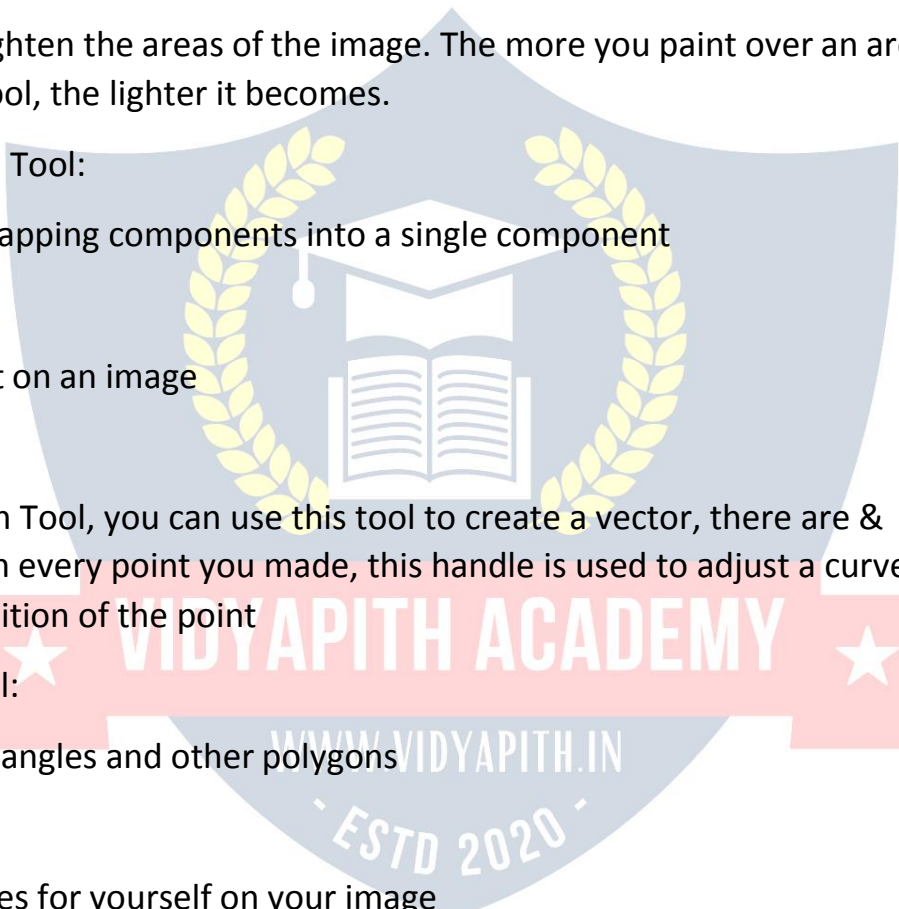 ghten the areas of the image. The more you paint over an are
ool, the lighter it becomes.
Tool:
apping components into a single component
t on an image
n Tool, you can use this tool to create a vector, there are &
n every point you made, this handle is used to adjust a curve
ition of the point
VIDYAPITH ACADEMY
l:
angles and other polygons
WWW.VIDYAPITH.IN
- ESTD 2020 -
es for yourself on your image